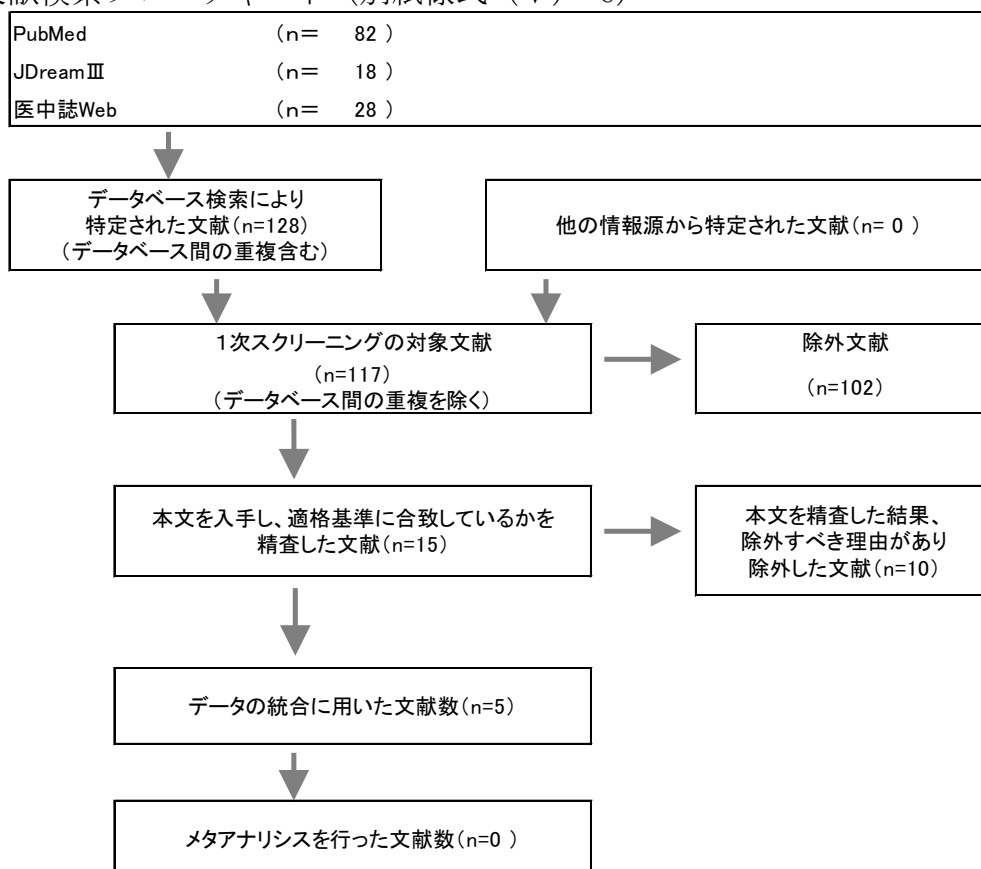 PubMed (n= 82 )
JDreamⅢ (n= 18 )
医中誌Web (n= 28 )
データベース検索により
特定された文献(n=128)
(データベース間の重複含む)
他の情報源から特定された文献(n= 0 )
1次スクリーニングの対象文献
(n=117)
(データベース間の重複を除く)
除外文献
(n=102)
本文を入手し、適格基準に合致しているかを
精査した文献(n=15)
本文を精査した結果、
除外すべき理由があり
除外した文献(n=10)
データの統合に用いた文献数(n=5)
メタアナリシスを行った文献数(n=0 )